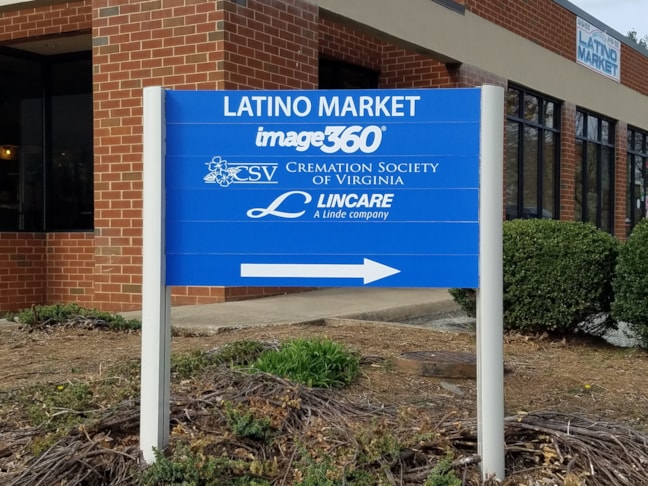 LATINO MARKET
LATINO MARKET
image360®
CSV CREMATION SOCIETY OF VIRGINIA
LINCARE
A Linde company